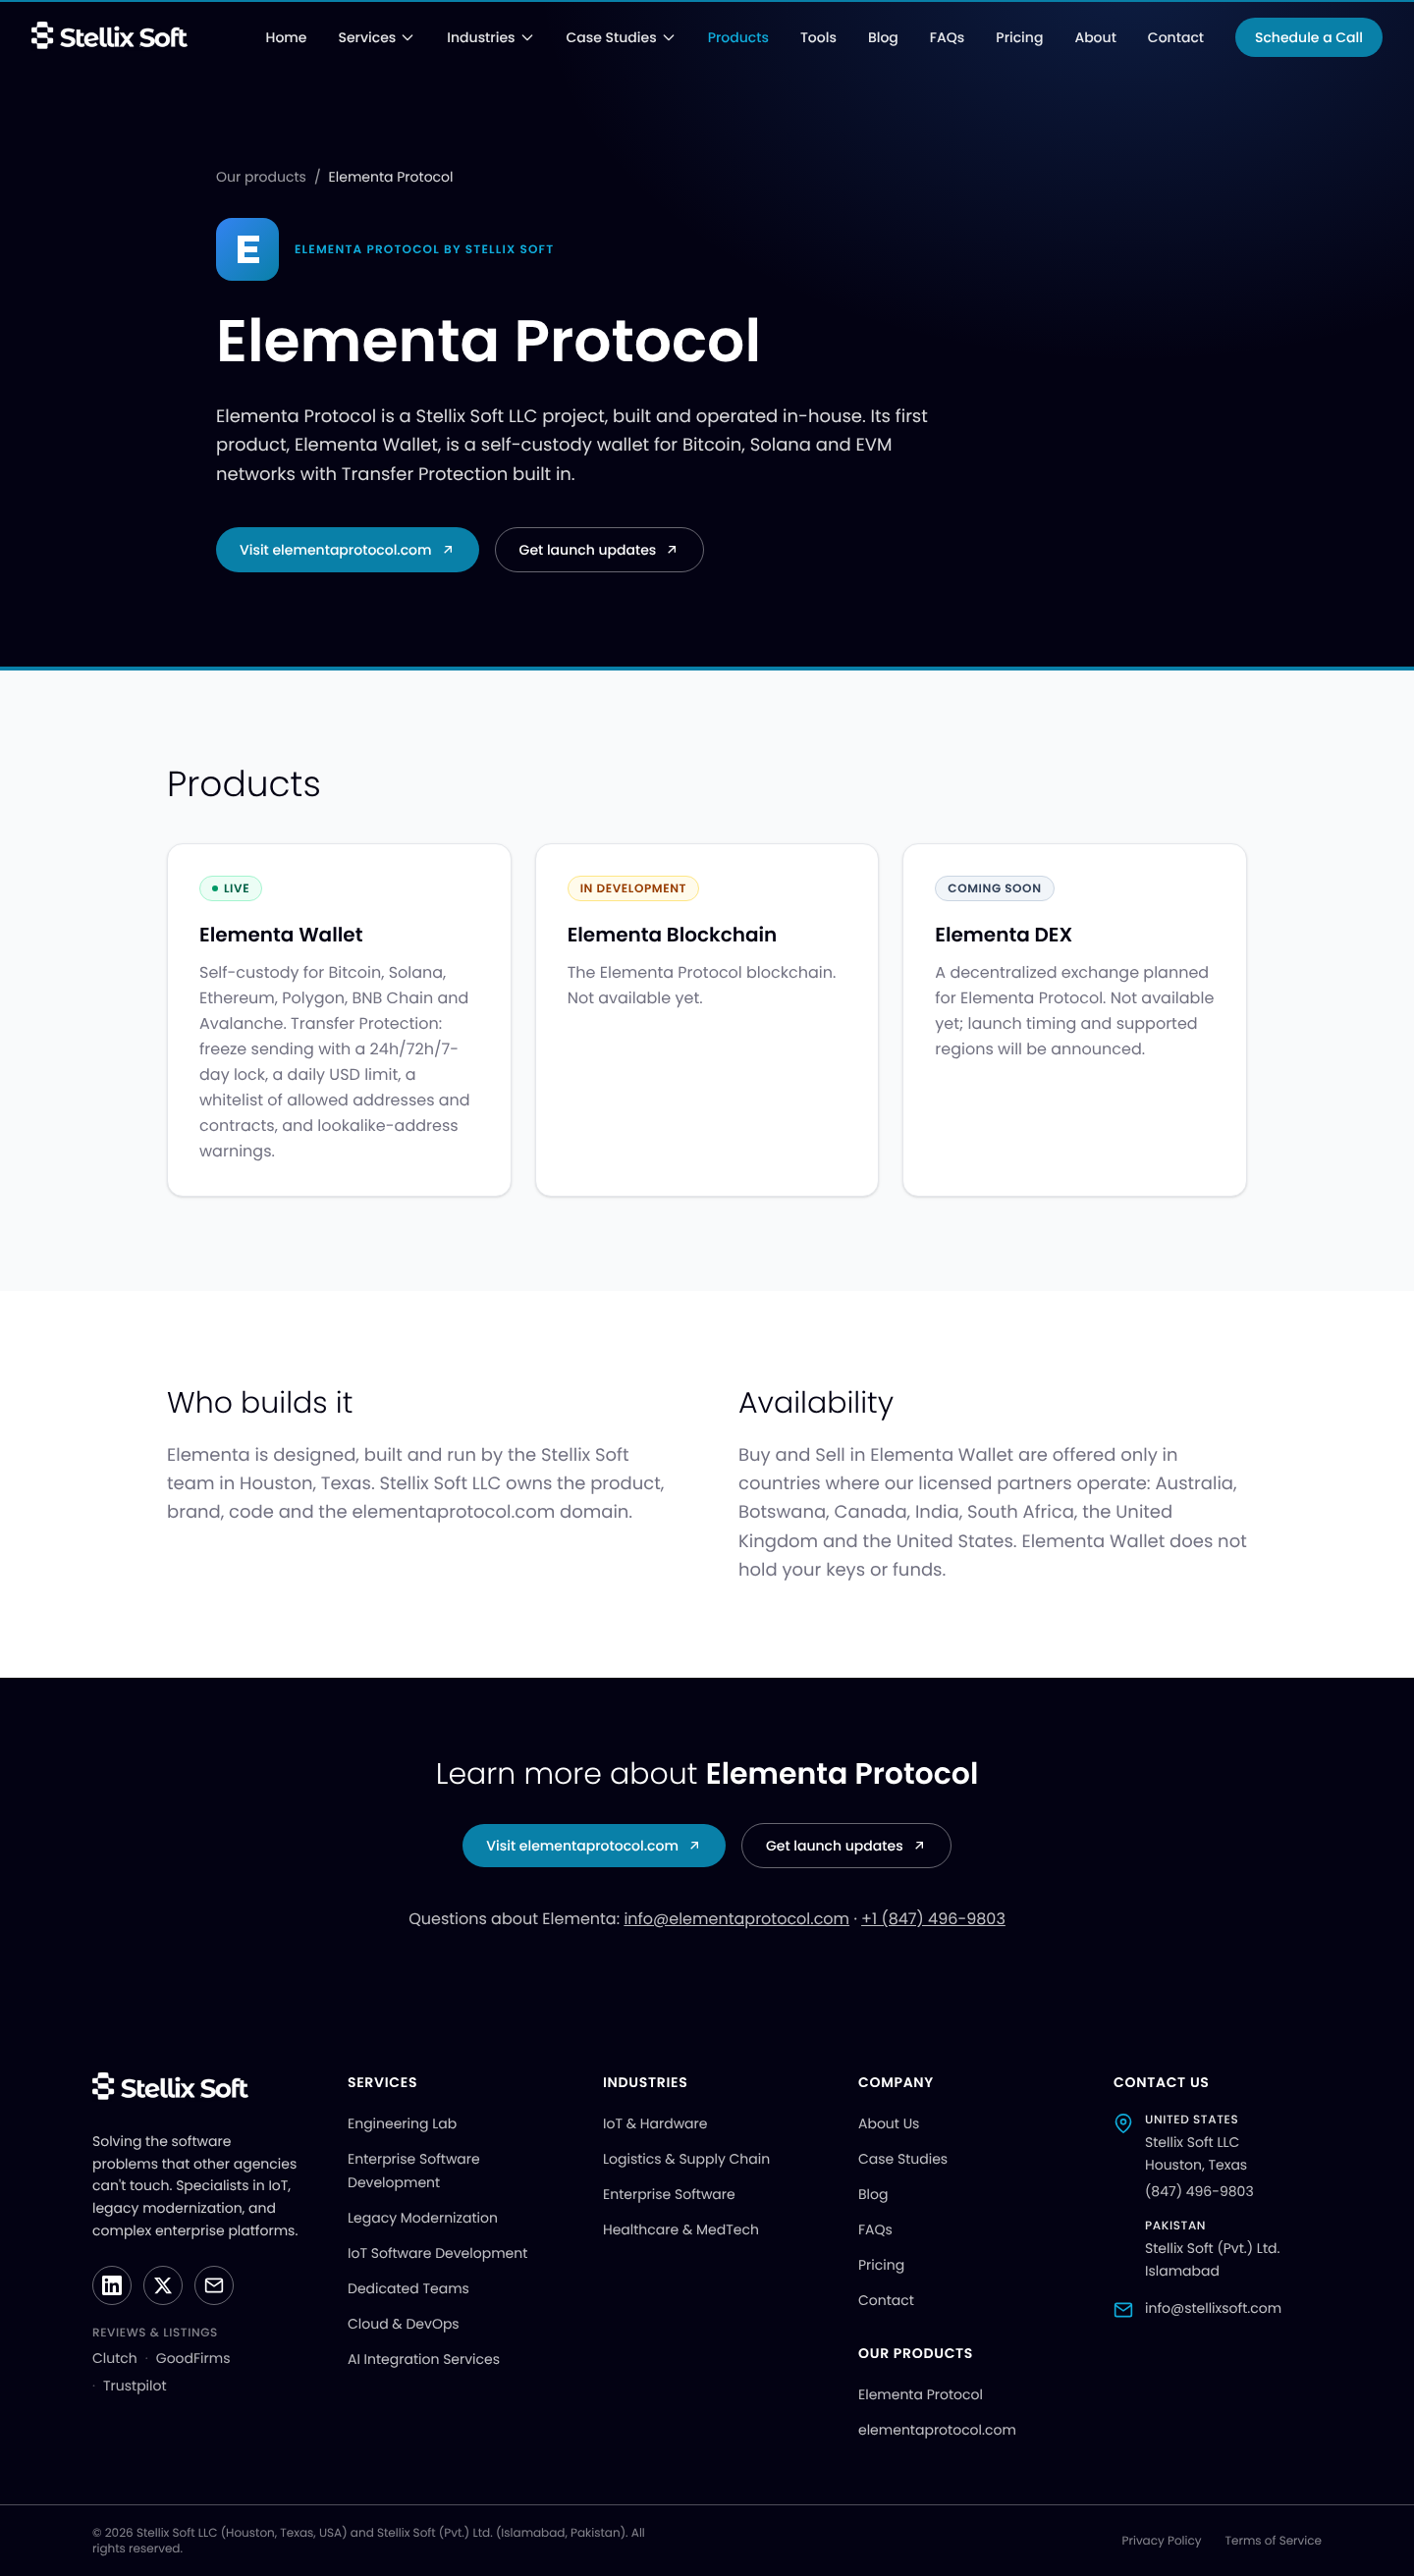 Stellix Soft
Home
Services
Industries
Case Studies
Products
Tools
Blog
FAQs
Pricing
About
Contact
Schedule a Call
Our products / Elementa Protocol
E
ELEMENTA PROTOCOL BY STELLIX SOFT
Elementa Protocol
Elementa Protocol is a Stellix Soft LLC project, built and operated in-house. Its first
product, Elementa Wallet, is a self-custody wallet for Bitcoin, Solana and EVM
networks with Transfer Protection built in.
Visit elementaprotocol.com
Get launch updates
Products
LIVE
Elementa Wallet
Self-custody for Bitcoin, Solana,
Ethereum, Polygon, BNB Chain and
Avalanche. Transfer Protection:
freeze sending with a 24h/72h/7-
day lock, a daily USD limit, a
whitelist of allowed addresses and
contracts, and lookalike-address
warnings.
IN DEVELOPMENT
Elementa Blockchain
The Elementa Protocol blockchain.
Not available yet.
COMING SOON
Elementa DEX
A decentralized exchange planned
for Elementa Protocol. Not available
yet; launch timing and supported
regions will be announced.
Who builds it
Elementa is designed, built and run by the Stellix Soft
team in Houston, Texas. Stellix Soft LLC owns the product,
brand, code and the elementaprotocol.com domain.
Availability
Buy and Sell in Elementa Wallet are offered only in
countries where our licensed partners operate: Australia,
Botswana, Canada, India, South Africa, the United
Kingdom and the United States. Elementa Wallet does not
hold your keys or funds.
Learn more about Elementa Protocol
Visit elementaprotocol.com
Get launch updates
Questions about Elementa: info@elementaprotocol.com · +1 (847) 496-9803
Stellix Soft
Solving the software
problems that other agencies
can't touch. Specialists in IoT,
legacy modernization, and
complex enterprise platforms.
REVIEWS & LISTINGS
Clutch · GoodFirms
· Trustpilot
SERVICES
Engineering Lab
Enterprise Software
Development
Legacy Modernization
IoT Software Development
Dedicated Teams
Cloud & DevOps
AI Integration Services
INDUSTRIES
IoT & Hardware
Logistics & Supply Chain
Enterprise Software
Healthcare & MedTech
COMPANY
About Us
Case Studies
Blog
FAQs
Pricing
Contact
OUR PRODUCTS
Elementa Protocol
elementaprotocol.com
CONTACT US
UNITED STATES
Stellix Soft LLC
Houston, Texas
(847) 496-9803
PAKISTAN
Stellix Soft (Pvt.) Ltd.
Islamabad
info@stellixsoft.com
© 2026 Stellix Soft LLC (Houston, Texas, USA) and Stellix Soft (Pvt.) Ltd. (Islamabad, Pakistan). All
rights reserved.
Privacy Policy
Terms of Service